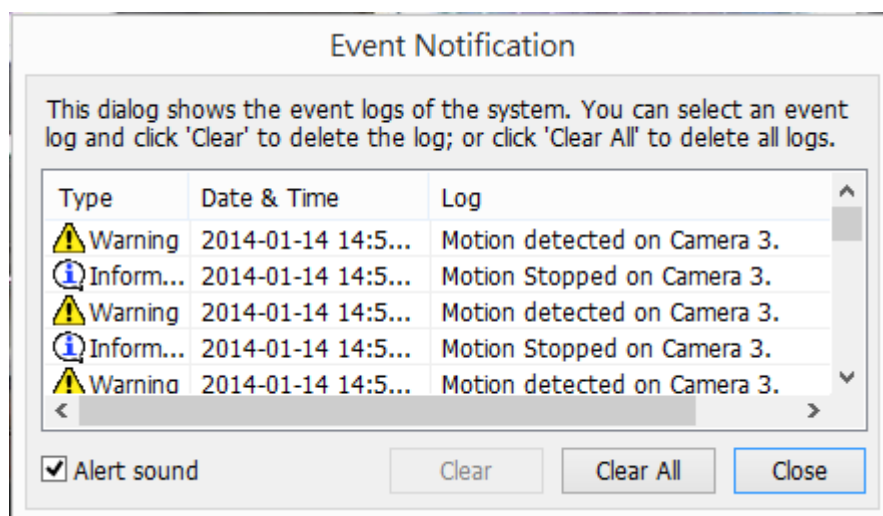 Event Notification
This dialog shows the event logs of the system. You can select an event
log and click 'Clear' to delete the log; or click 'Clear All' to delete all logs.
Type Date & Time Log
Warning 2014-01-14 14:5... Motion detected on Camera 3.
Inform... 2014-01-14 14:5... Motion Stopped on Camera 3.
Warning 2014-01-14 14:5... Motion detected on Camera 3.
Inform... 2014-01-14 14:5... Motion Stopped on Camera 3.
Warning 2014-01-14 14:5... Motion detected on Camera 3.
Alert sound Clear Clear All Close